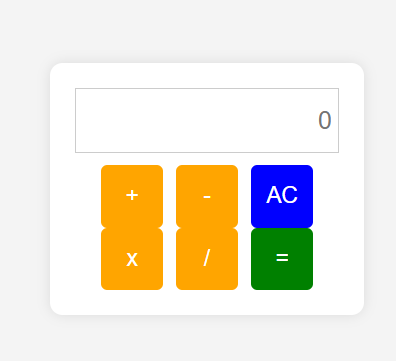 0
+ - AC
x / =